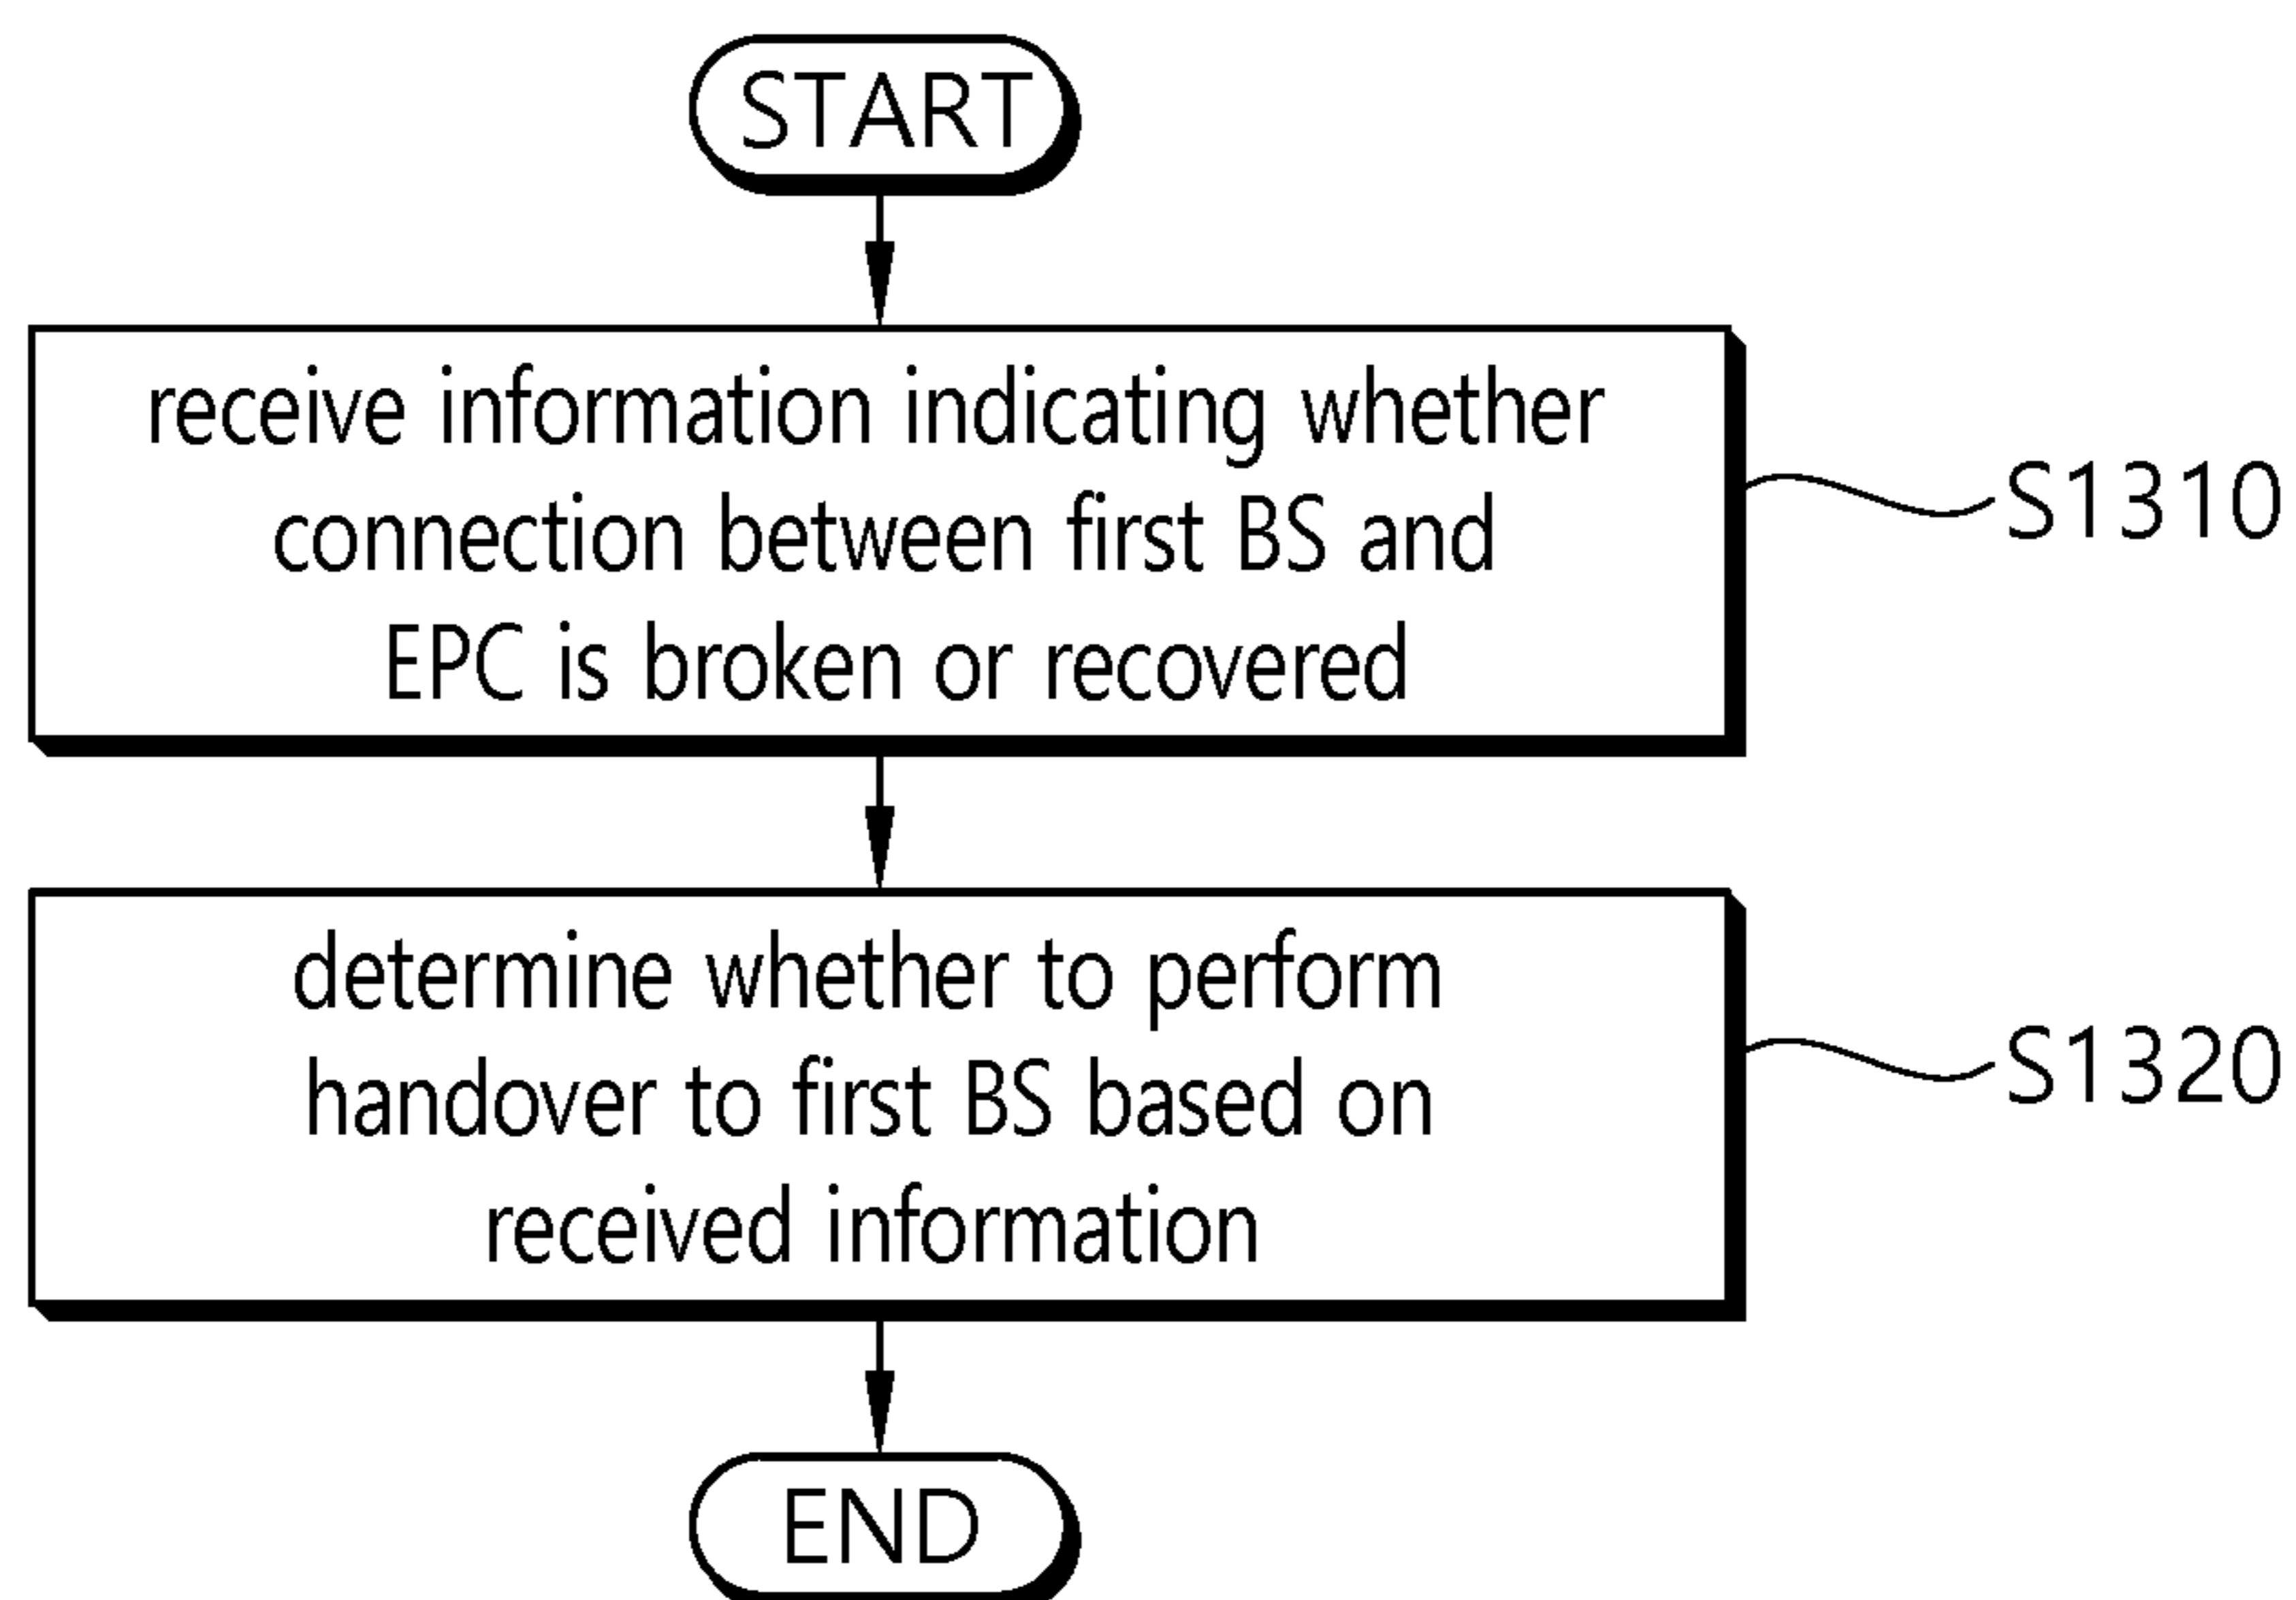 START
receive information indicating whether
connection between first BS and
EPC is broken or recovered
S1310
determine whether to perform
handover to first BS based on
received information
S1320
END